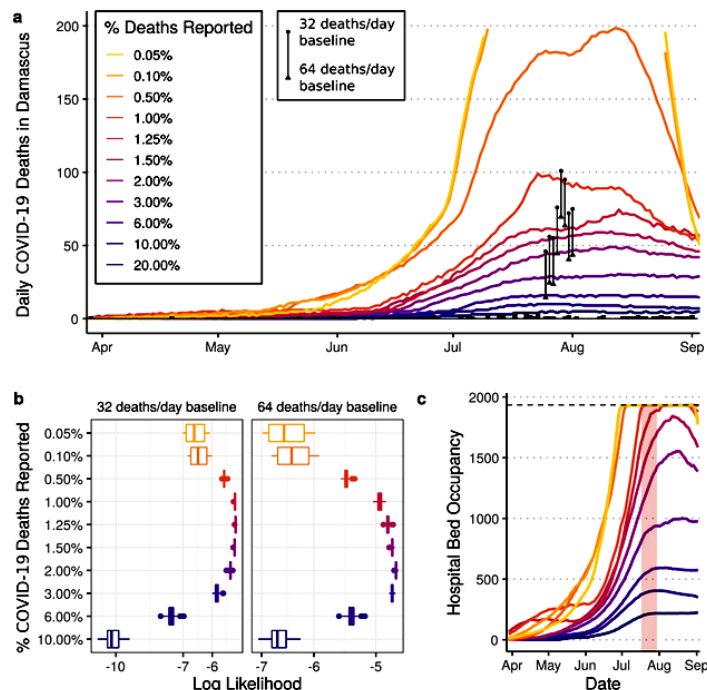 a
Daily COVID-19 Deaths in Damascus
200
150
100
50
0
% Deaths Reported
0.05%
0.10%
0.50%
1.00%
1.25%
1.50%
2.00%
3.00%
6.00%
10.00%
20.00%
32 deaths/day
baseline
64 deaths/day
baseline
Apr May Jun Jul Aug Sep
b
32 deaths/day baseline 64 deaths/day baseline
% COVID-19 Deaths Reported
0.05%
0.10%
0.50%
1.00%
1.25%
1.50%
2.00%
3.00%
6.00%
10.00%
-10 -7 -6 -7 -6 -5
Log Likelihood
c
Hospital Bed Occupancy
2000
1500
1000
500
0
Apr May Jun Jul Aug Sep
Date